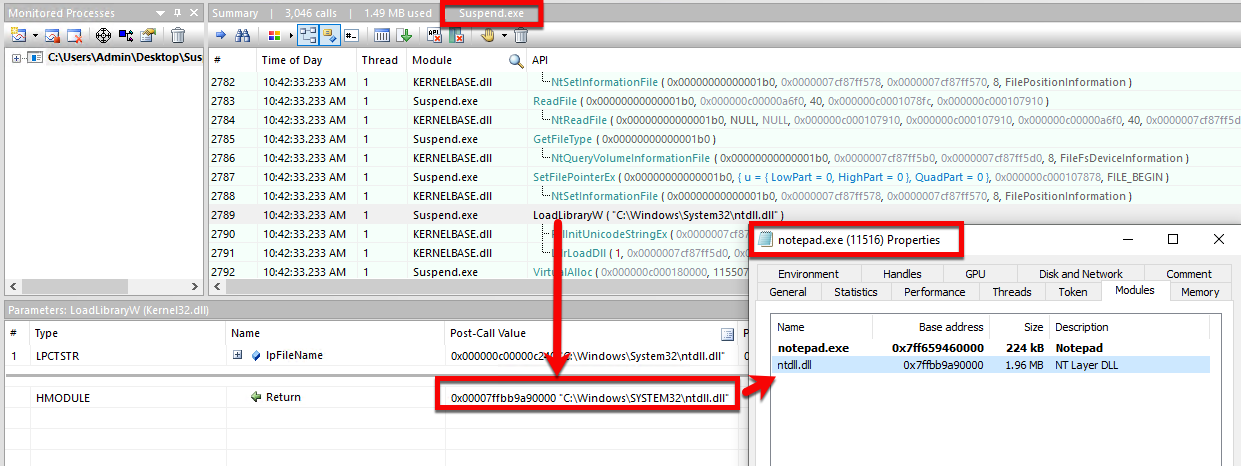 Monitored Processes
Summary | 3,046 calls | 1.49 MB used | Suspend.exe
C:\Users\Admin\Desktop\Sus
# Time of Day Thread Module API
2782 10:42:33.233 AM 1 KERNELBASE.dll NtSetInformationFile ( 0x00000000000001b0, 0x0000007cf87ff578, 0x0000007cf87ff570, 8, FilePositionInformation )
2783 10:42:33.233 AM 1 Suspend.exe ReadFile ( 0x00000000000001b0, 0x000000c00000a6f0, 40, 0x000000c0001078fc, 0x000000c000107910 )
2784 10:42:33.233 AM 1 KERNELBASE.dll NtReadFile ( 0x00000000000001b0, NULL, NULL, 0x000000c000107910, 0x000000c000107910, 0x000000c00000a6f0, 40, 0x0000007cf87ff5d
2785 10:42:33.233 AM 1 Suspend.exe GetFileType ( 0x00000000000001b0 )
2786 10:42:33.233 AM 1 KERNELBASE.dll NtQueryVolumeInformationFile ( 0x00000000000001b0, 0x0000007cf87ff5b0, 0x0000007cf87ff5d0, 8, FileFsDeviceInformation )
2787 10:42:33.233 AM 1 Suspend.exe SetFilePointerEx ( 0x00000000000001b0, { u = { LowPart = 0, HighPart = 0 }, QuadPart = 0 }, 0x000000c000107878, FILE_BEGIN )
2788 10:42:33.233 AM 1 KERNELBASE.dll NtSetInformationFile ( 0x00000000000001b0, 0x0000007cf87ff578, 0x0000007cf87ff570, 8, FilePositionInformation )
2789 10:42:33.233 AM 1 Suspend.exe LoadLibraryW ( "C:\Windows\System32\ntdll.dll" )
2790 10:42:33.233 AM 1 KERNELBASE.dll InitUnicodeStringEx ( 0x0000007cf87
2791 10:42:33.233 AM 1 KERNELBASE.dll LdrLoadDll ( 1, 0x0000007cf87ff5d0, 0x0
2792 10:42:33.233 AM 1 Suspend.exe VirtualAlloc ( 0x000000c000180000, 115507
Parameters: LoadLibraryW (Kernel32.dll)
# Type Name Post-Call Value P
1 LPCTSTR lpFileName "C:\Windows\System32\ntdll.dll" 0
HMODULE Return 0x00007ffbb9a90000 "C:\Windows\SYSTEM32\ntdll.dll"
notepad.exe (11516) Properties
Environment Handles GPU Disk and Network Comment
General Statistics Performance Threads Token Modules Memory
Name Base address Size Description
notepad.exe 0x7ff659460000 224 kB Notepad
ntdll.dll 0x7ffbb9a90000 1.96 MB NT Layer DLL